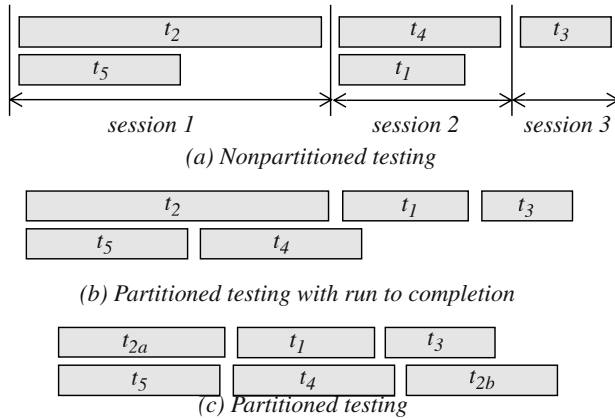 t2 t4 t3
t5 t1
session 1 session 2 session 3
(a) Nonpartitioned testing
t2 t1 t3
t5 t4
(b) Partitioned testing with run to completion
t2a t1 t3
t5 t4 t2b
(c) Partitioned testing